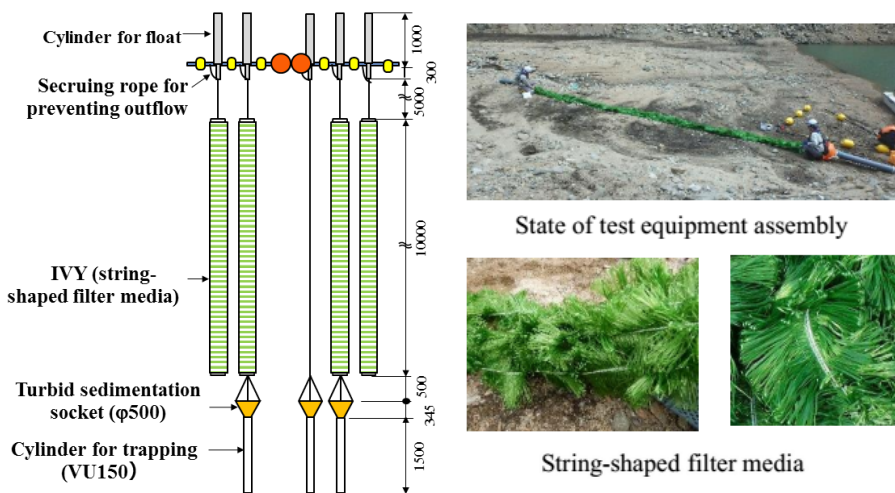 Cylinder for float
Secruing rope for
preventing outflow
IVY (string-
shaped filter media)
Turbid sedimentation
socket (φ500)
Cylinder for trapping
(VU150)
1000
300
5000
10000
500
345
1500
State of test equipment assembly
String-shaped filter media